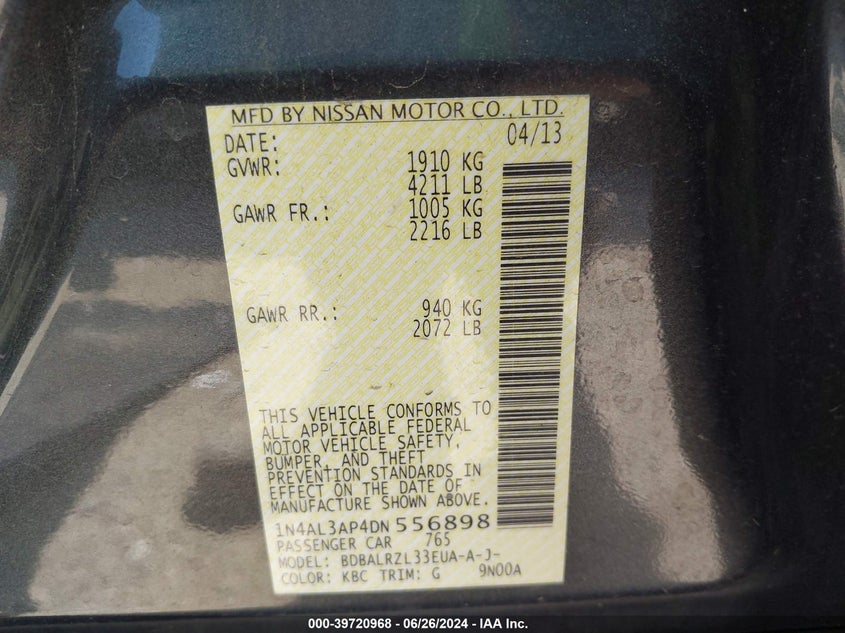 MFD BY NISSAN MOTOR CO., LTD.
DATE: 04/13
GVWR: 1910 KG
4211 LB
GAWR FR.: 1005 KG
2216 LB
GAWR RR.: 940 KG
2072 LB
THIS VEHICLE CONFORMS TO
ALL APPLICABLE FEDERAL
MOTOR VEHICLE SAFETY,
BUMPER, AND THEFT
PREVENTION STANDARDS IN
EFFECT ON THE DATE OF
MANUFACTURE SHOWN ABOVE.
1N4AL3AP4DN556898
PASSENGER CAR 765
MODEL: BDBALRZL33EUA-A-J-
COLOR: KBC TRIM: G 9N00A
000-39720968 - 06/26/2024 - IAA Inc.